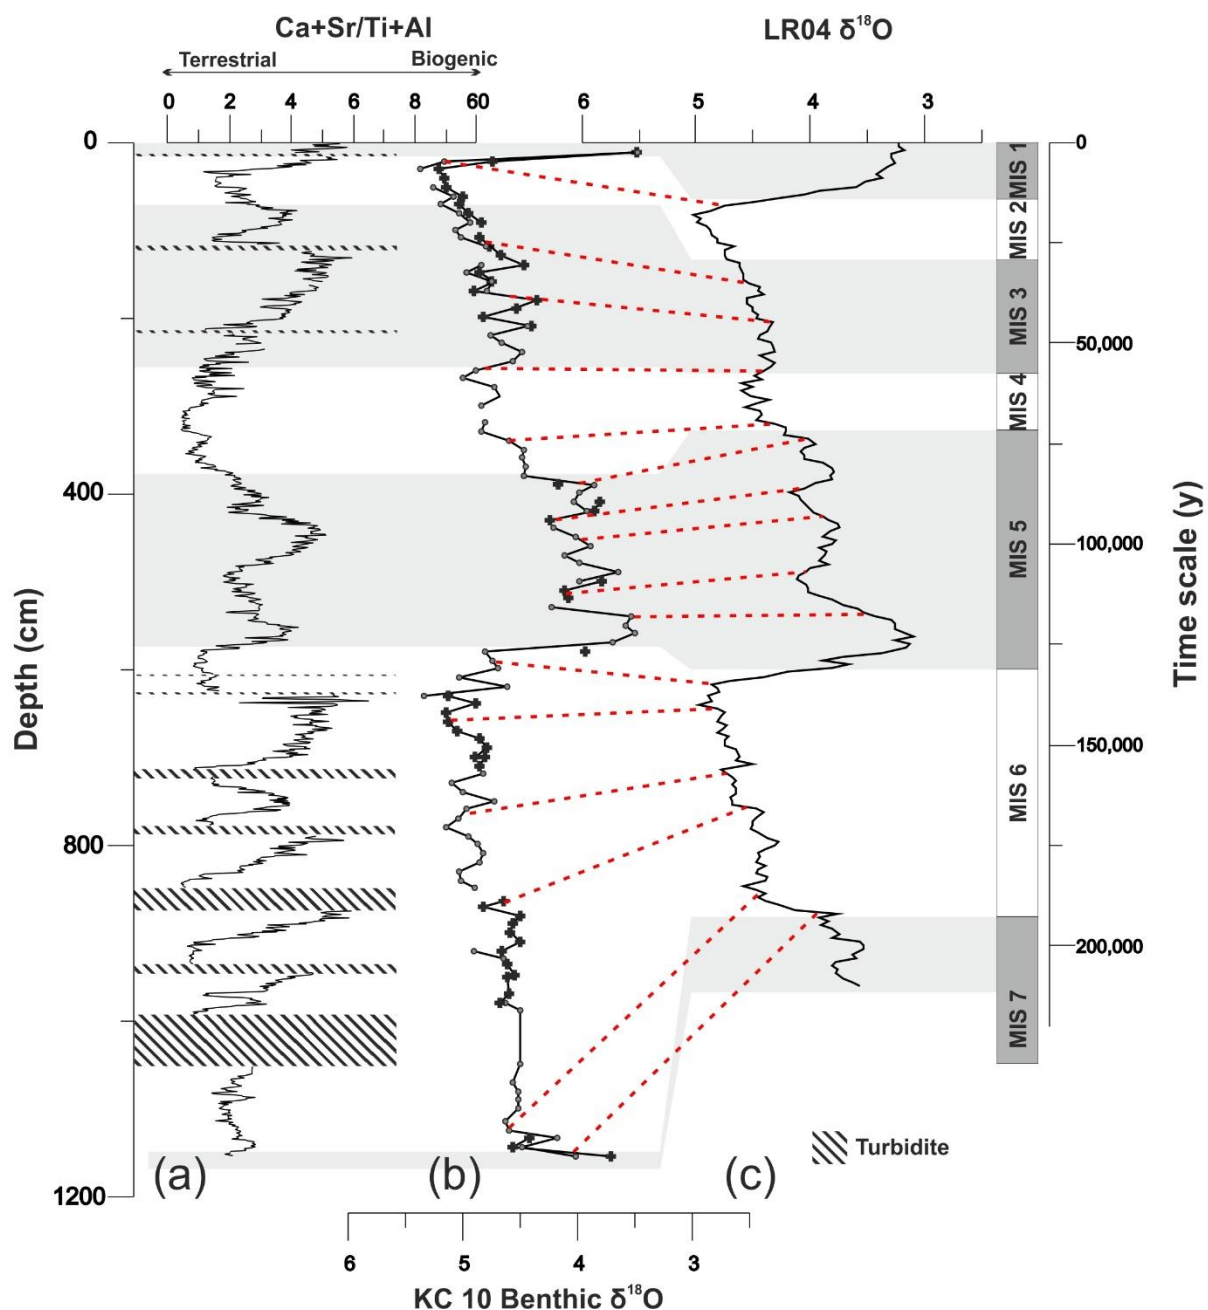 Ca+Sr/Ti+Al LR04 δ¹⁸O
Terrestrial Biogenic
0 2 4 6 8 60 6 5 4 3
0 0
MIS 1
MIS 2
MIS 3
50,000
MIS 4
400
MIS 5
100,000
Depth (cm)
Time scale (y)
150,000
MIS 6
800
200,000
MIS 7
Turbidite
(a) (b) (c)
1200
6 5 4 3
KC 10 Benthic δ¹⁸O